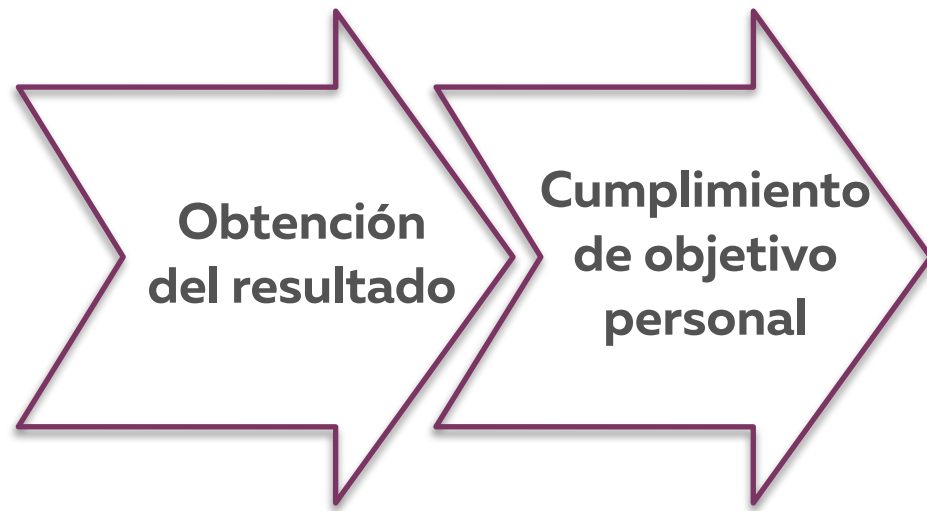 Obtención
del resultado
Cumplimiento
de objetivo
personal